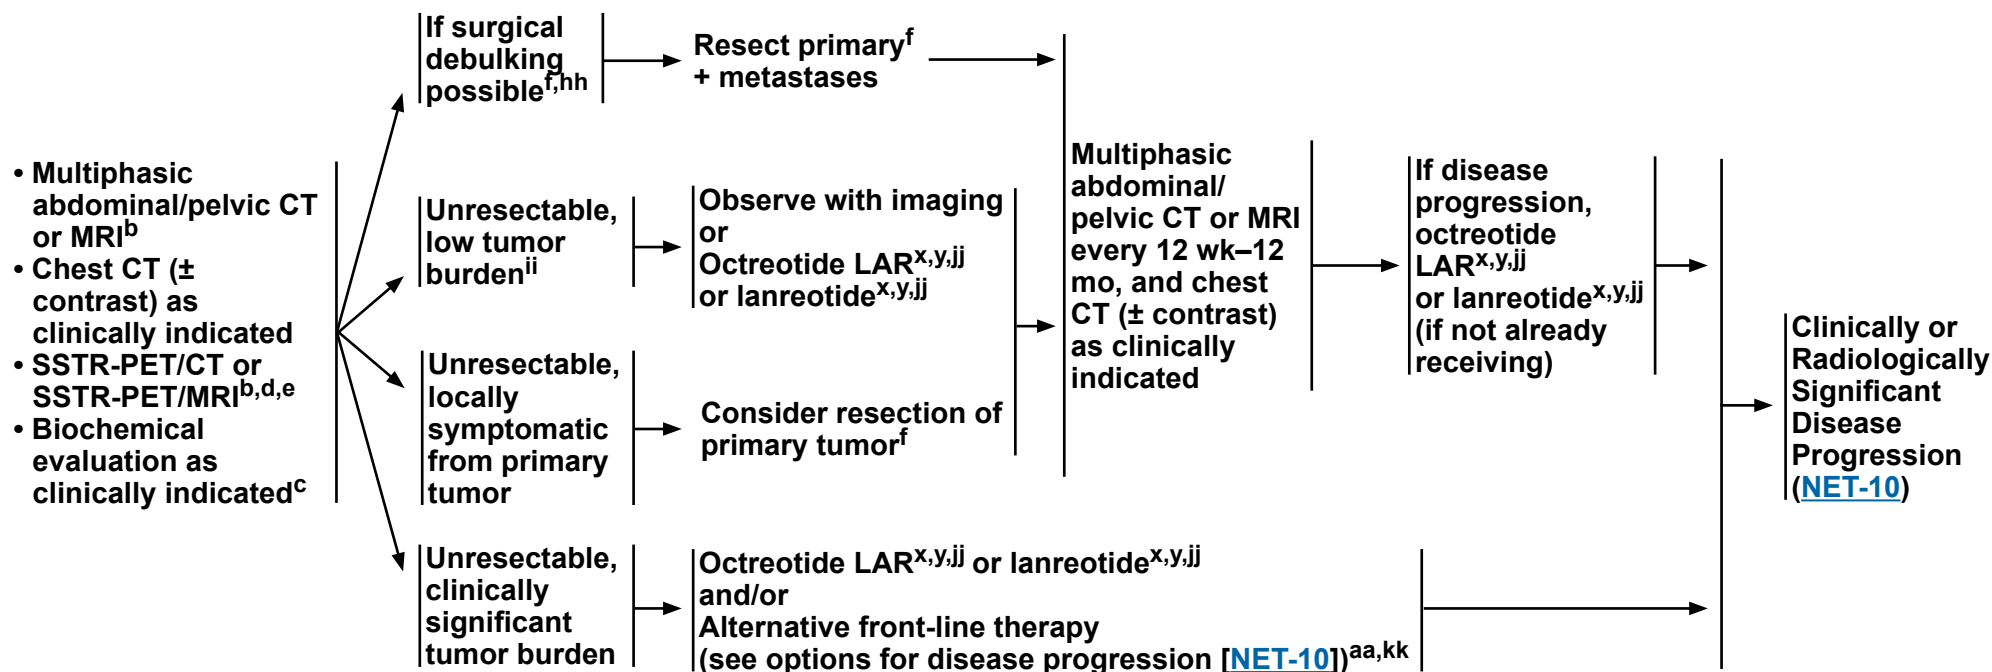 • Multiphasic
abdominal/pelvic CT
or MRIb
• Chest CT (±
contrast) as
clinically indicated
• SSTR-PET/CT or
SSTR-PET/MRIb,d,e
• Biochemical
evaluation as
clinically indicatedc
If surgical
debulking
possiblef,hh
Resect primaryf
+ metastases
Unresectable,
low tumor
burdenii
Observe with imaging
or
Octreotide LARx,y,jj
or lanreotidex,y,jj
Unresectable,
locally
symptomatic
from primary
tumor
Consider resection of
primary tumorf
Multiphasic
abdominal/
pelvic CT or MRI
every 12 wk–12
mo, and chest
CT (± contrast)
as clinically
indicated
If disease
progression,
octreotide
LARx,y,jj
or lanreotidex,y,jj
(if not already
receiving)
Unresectable,
clinically
significant
tumor burden
Octreotide LARx,y,jj or lanreotidex,y,jj
and/or
Alternative front-line therapy
(see options for disease progression [NET-10])aa,kk
Clinically or
Radiologically
Significant
Disease
Progression
(NET-10)